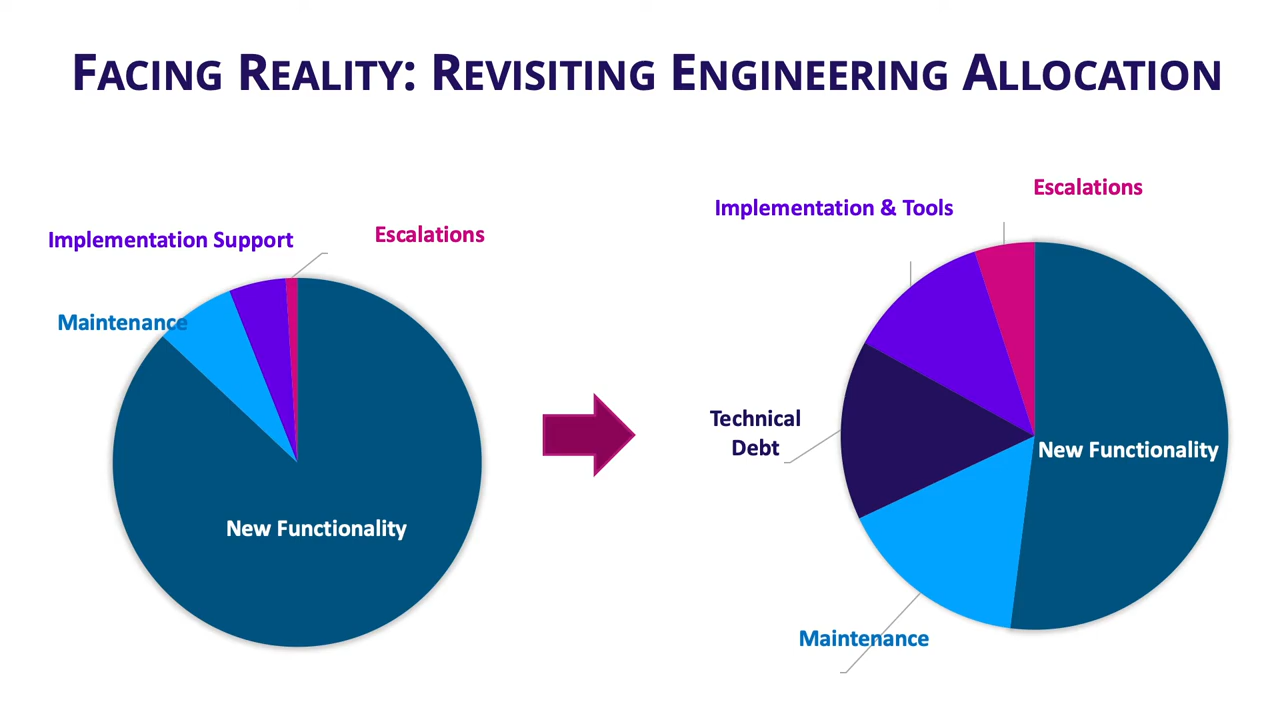 FACING REALITY: REVISITING ENGINEERING ALLOCATION
Implementation Support
Escalations
Maintenance
New Functionality
Escalations
Implementation & Tools
Technical
Debt
New Functionality
Maintenance